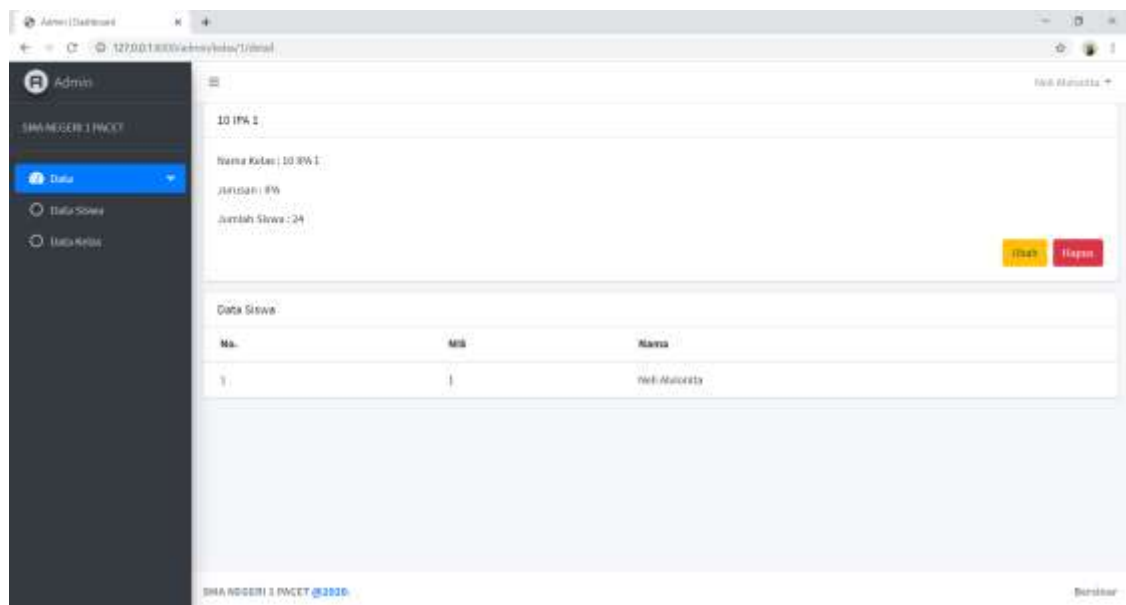 Admin | Dashboard
127.0.0.1:8000/admin/kelas/1/detail
Admin
SMA NEGERI 1 PACET
Data
Data Siswa
Data Kelas
10 IPA 1
Nama Kelas : 10 IPA 1
Jurusan : IPA
Jumlah Siswa : 24
Ubah Hapus
Data Siswa
No. NIS Nama
1 1 Neli
SMA NEGERI 1 PACET @2020